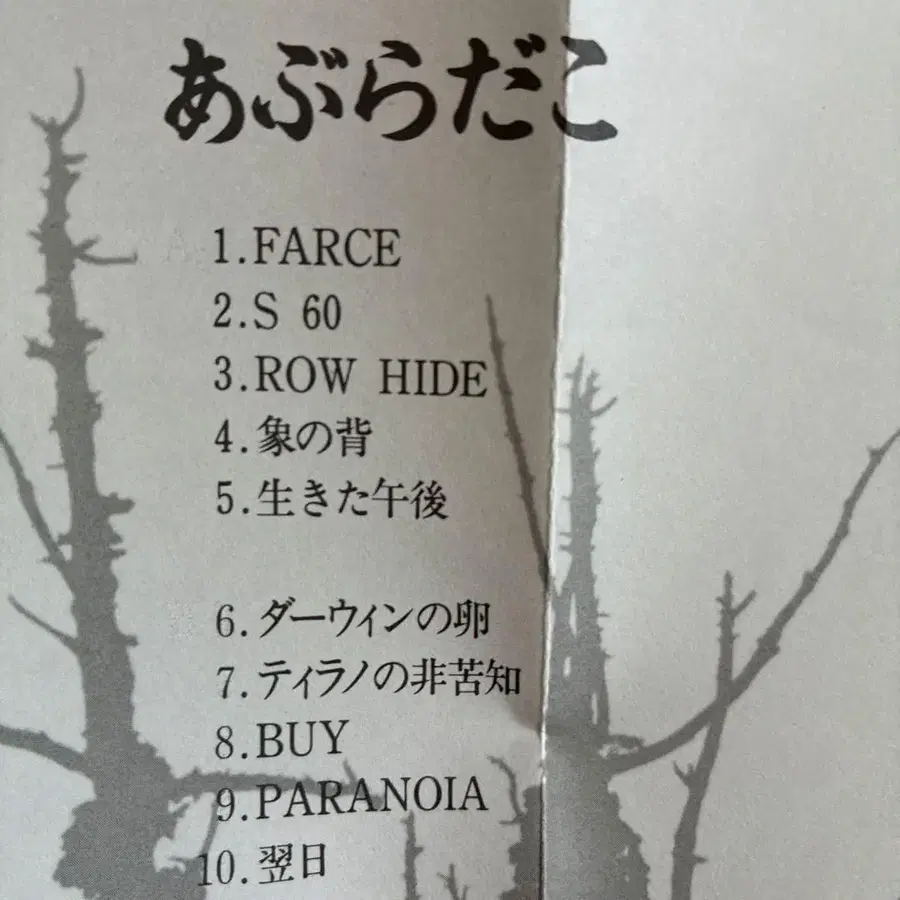 あぶらだこ
1.FARCE
2.S 60
3.ROW HIDE
4.象の背
5.生きた午後
6.ダーウィンの卵
7.ティラノの非苦知
8.BUY
9.PARANOIA
10.翌日